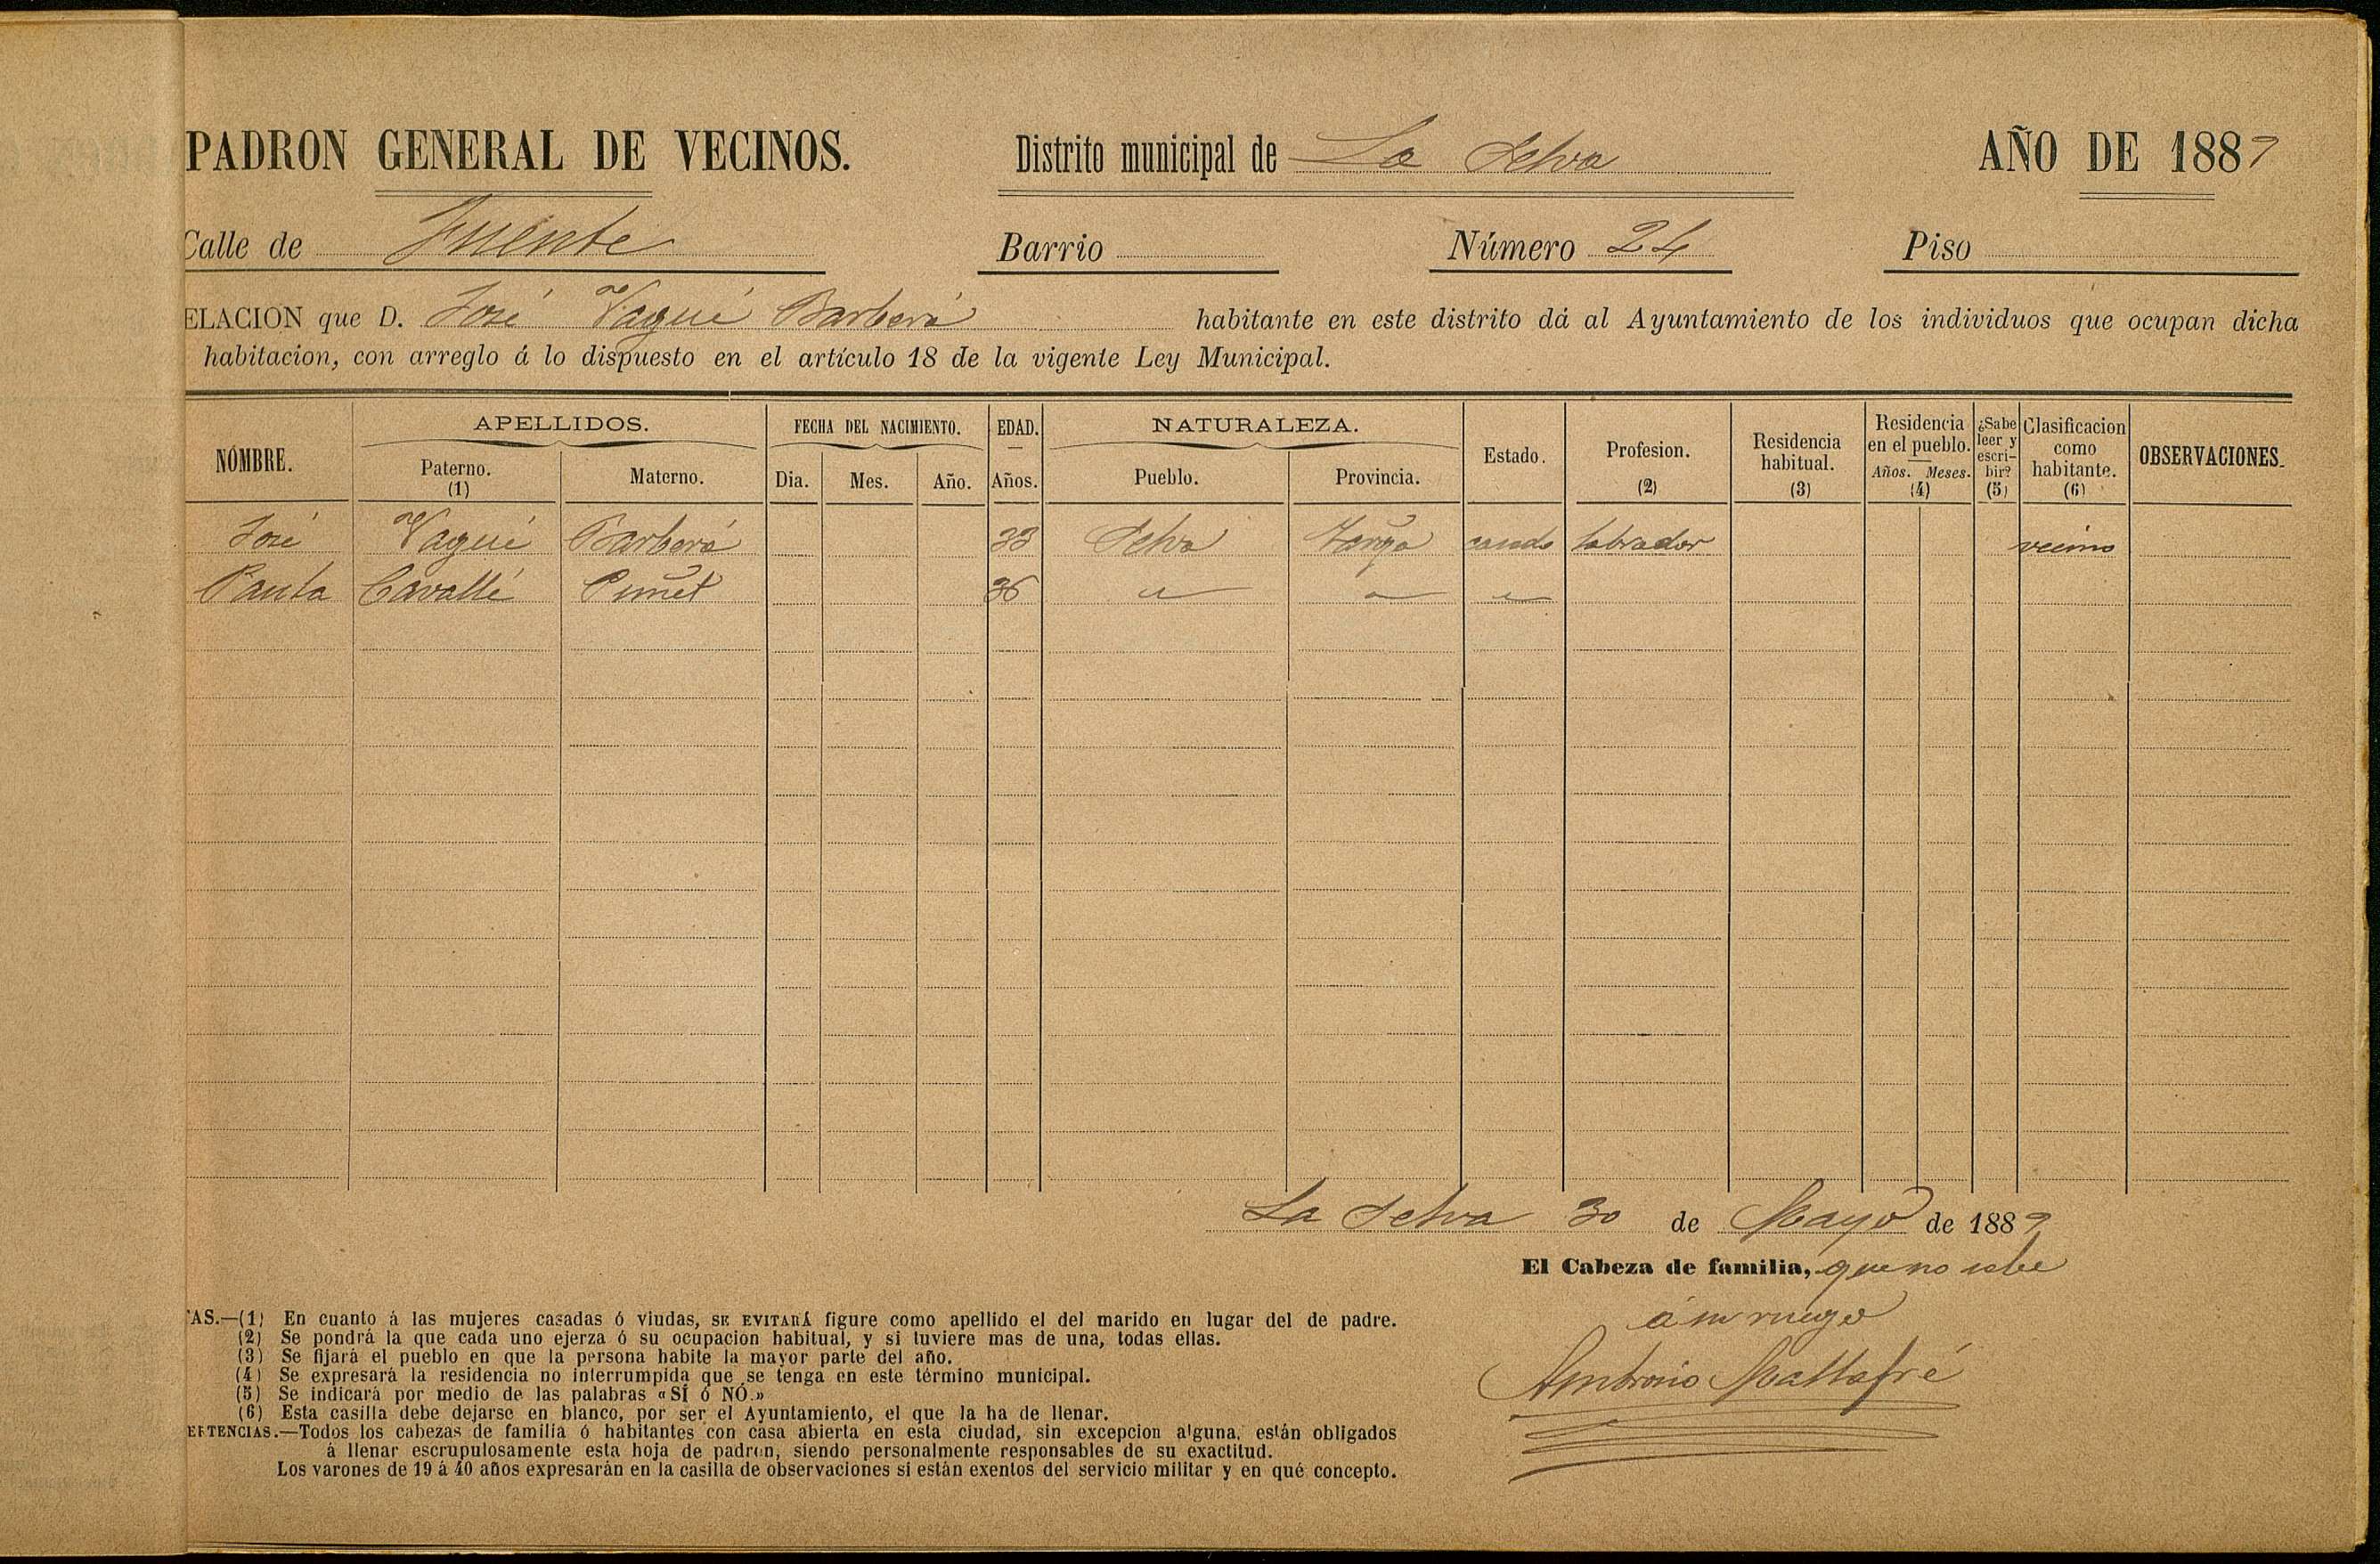 PADRON GENERAL DE VECINOS. Distrito municipal de La Selva AÑO DE 1889
Calle de Fuente Barrio Número 24 Piso
ELACION que D. José Vagué Barberá habitante en este distrito dá al Ayuntamiento de los individuos que ocupan dicha
habitacion, con arreglo á lo dispuesto en el artículo 18 de la vigente Ley Municipal.
NOMBRE. APELLIDOS. FECHA DEL NACIMIENTO. EDAD. NATURALEZA. Estado. Profesion. Residencia habitual. Residencia en el pueblo. ¿Sabe leer y escribir? Clasificacion como habitante. OBSERVACIONES.
Paterno. Materno. Dia. Mes. Año. Años. Pueblo. Provincia. Años. Meses.
(1) (2) (3) (4) (5) (6)
José Vagué Barberá 33 Selva Tarrga casado labrador vecino
Pauta Cavallé Puñet 36 " " "
La Selva 30 de Mayo de 1889
El Cabeza de familia, que no sabe
á su ruego
Ambrosio Mallafré
TAS.—(1) En cuanto á las mujeres casadas ó viudas, SE EVITARÁ figure como apellido el del marido en lugar del de padre.
(2) Se pondrá la que cada uno ejerza ó su ocupacion habitual, y si tuviere mas de una, todas ellas.
(3) Se fijará el pueblo en que la persona habite la mayor parte del año.
(4) Se expresará la residencia no interrumpida que se tenga en este término municipal.
(5) Se indicará por medio de las palabras «SÍ ó NÓ.»
(6) Esta casilla debe dejarse en blanco, por ser el Ayuntamiento, el que la ha de llenar.
ERTENCIAS.—Todos los cabezas de familia ó habitantes con casa abierta en esta ciudad, sin excepcion alguna, están obligados
á llenar escrupulosamente esta hoja de padron, siendo personalmente responsables de su exactitud.
Los varones de 19 á 40 años expresarán en la casilla de observaciones si están exentos del servicio militar y en qué concepto.